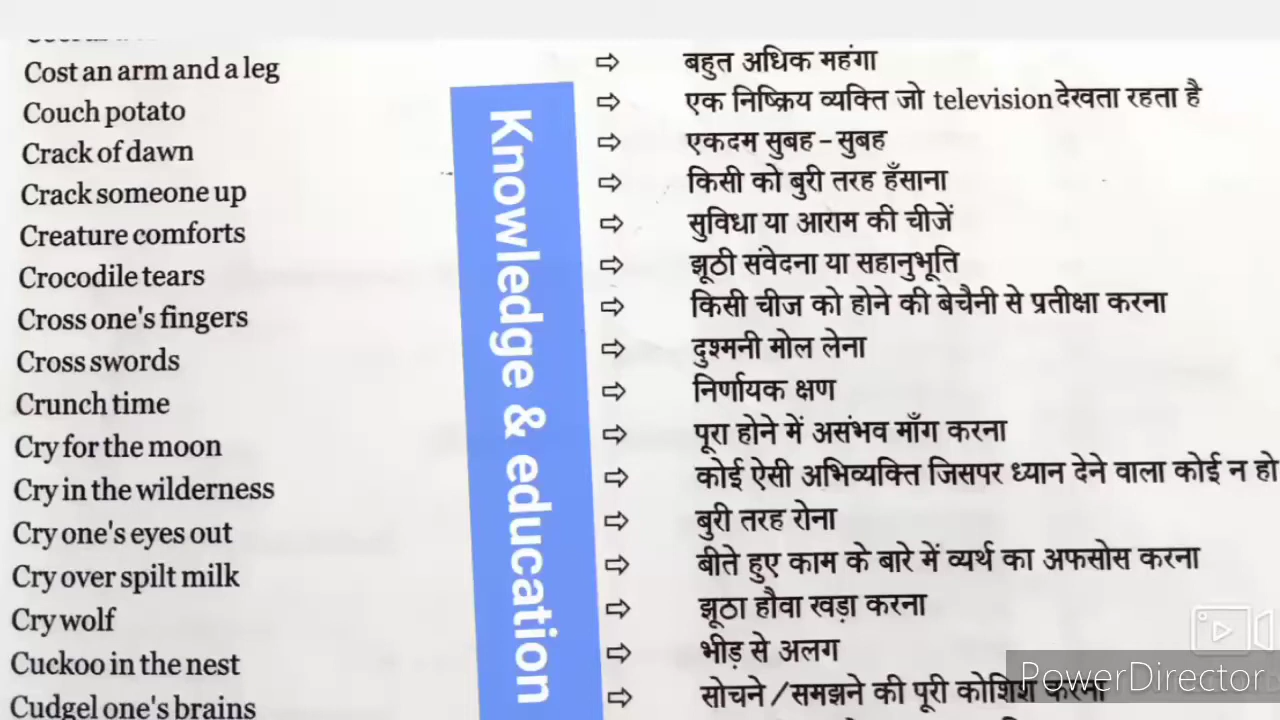 Cost an arm and a leg ⇨ बहुत अधिक महंगा
Couch potato ⇨ एक निष्क्रिय व्यक्ति जो television देखता रहता है
Crack of dawn ⇨ एकदम सुबह – सुबह
Crack someone up ⇨ किसी को बुरी तरह हँसाना
Creature comforts ⇨ सुविधा या आराम की चीजें
Crocodile tears ⇨ झूठी संवेदना या सहानुभूति
Cross one's fingers ⇨ किसी चीज को होने की बेचैनी से प्रतीक्षा करना
Cross swords ⇨ दुश्मनी मोल लेना
Crunch time ⇨ निर्णायक क्षण
Cry for the moon ⇨ पूरा होने में असंभव माँग करना
Cry in the wilderness ⇨ कोई ऐसी अभिव्यक्ति जिसपर ध्यान देने वाला कोई न हो
Cry one's eyes out ⇨ बुरी तरह रोना
Cry over spilt milk ⇨ बीते हुए काम के बारे में व्यर्थ का अफसोस करना
Cry wolf ⇨ झूठा हौवा खड़ा करना
Cuckoo in the nest ⇨ भीड़ से अलग
Cudgel one's brains ⇨ सोचने /समझने की पूरी कोशिश करना
Knowledge & education
PowerDirector